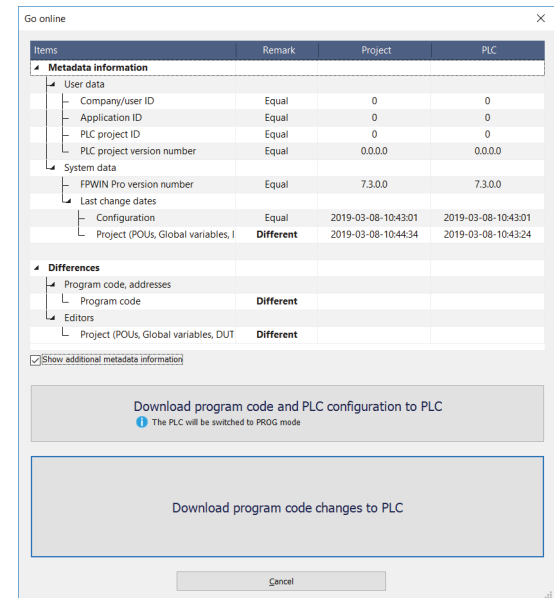 Go online
Items Remark Project PLC
Metadata information
User data
Company/user ID Equal 0 0
Application ID Equal 0 0
PLC project ID Equal 0 0
PLC project version number Equal 0.0.0.0 0.0.0.0
System data
FPWIN Pro version number Equal 7.3.0.0 7.3.0.0
Last change dates
Configuration Equal 2019-03-08-10:43:01 2019-03-08-10:43:01
Project (POUs, Global variables, I Different 2019-03-08-10:44:34 2019-03-08-10:43:24
Differences
Program code, addresses
Program code Different
Editors
Project (POUs, Global variables, DUT Different
Show additional metadata information
Download program code and PLC configuration to PLC
The PLC will be switched to PROG mode
Download program code changes to PLC
Cancel